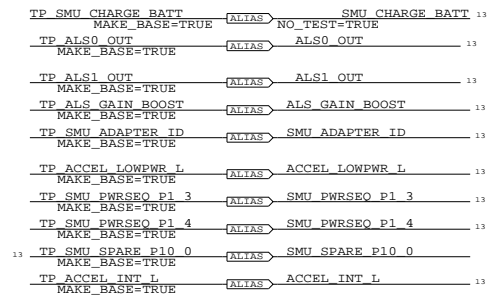 TP_SMU_CHARGE_BATT ALIAS SMU_CHARGE_BATT 13
MAKE_BASE=TRUE NO_TEST=TRUE
TP_ALS0_OUT ALIAS ALS0_OUT 13
MAKE_BASE=TRUE
TP_ALS1_OUT ALIAS ALS1_OUT 13
MAKE_BASE=TRUE
TP_ALS_GAIN_BOOST ALIAS ALS_GAIN_BOOST 13
MAKE_BASE=TRUE
TP_SMU_ADAPTER_ID ALIAS SMU_ADAPTER_ID 13
MAKE_BASE=TRUE
TP_ACCEL_LOWPWR_L ALIAS ACCEL_LOWPWR_L 13
MAKE_BASE=TRUE
TP_SMU_PWRSEQ_P1_3 ALIAS SMU_PWRSEQ_P1_3 13
MAKE_BASE=TRUE
TP_SMU_PWRSEQ_P1_4 ALIAS SMU_PWRSEQ_P1_4 13
MAKE_BASE=TRUE
13 TP_SMU_SPARE_P10_0 ALIAS SMU_SPARE_P10_0
MAKE_BASE=TRUE
TP_ACCEL_INT_L ALIAS ACCEL_INT_L 13
MAKE_BASE=TRUE